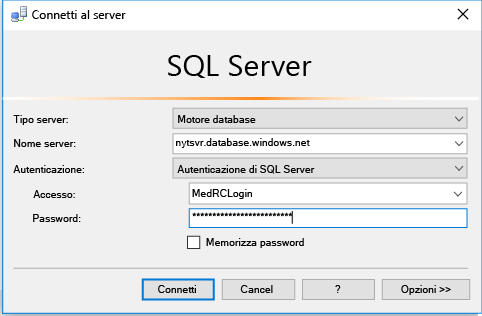 Connetti al server
SQL Server
Tipo server: Motore database
Nome server: nytsvr.database.windows.net
Autenticazione: Autenticazione di SQL Server
Accesso: MedRCLogin
Password: *************************
Memorizza password
Connetti Cancel ? Opzioni >>